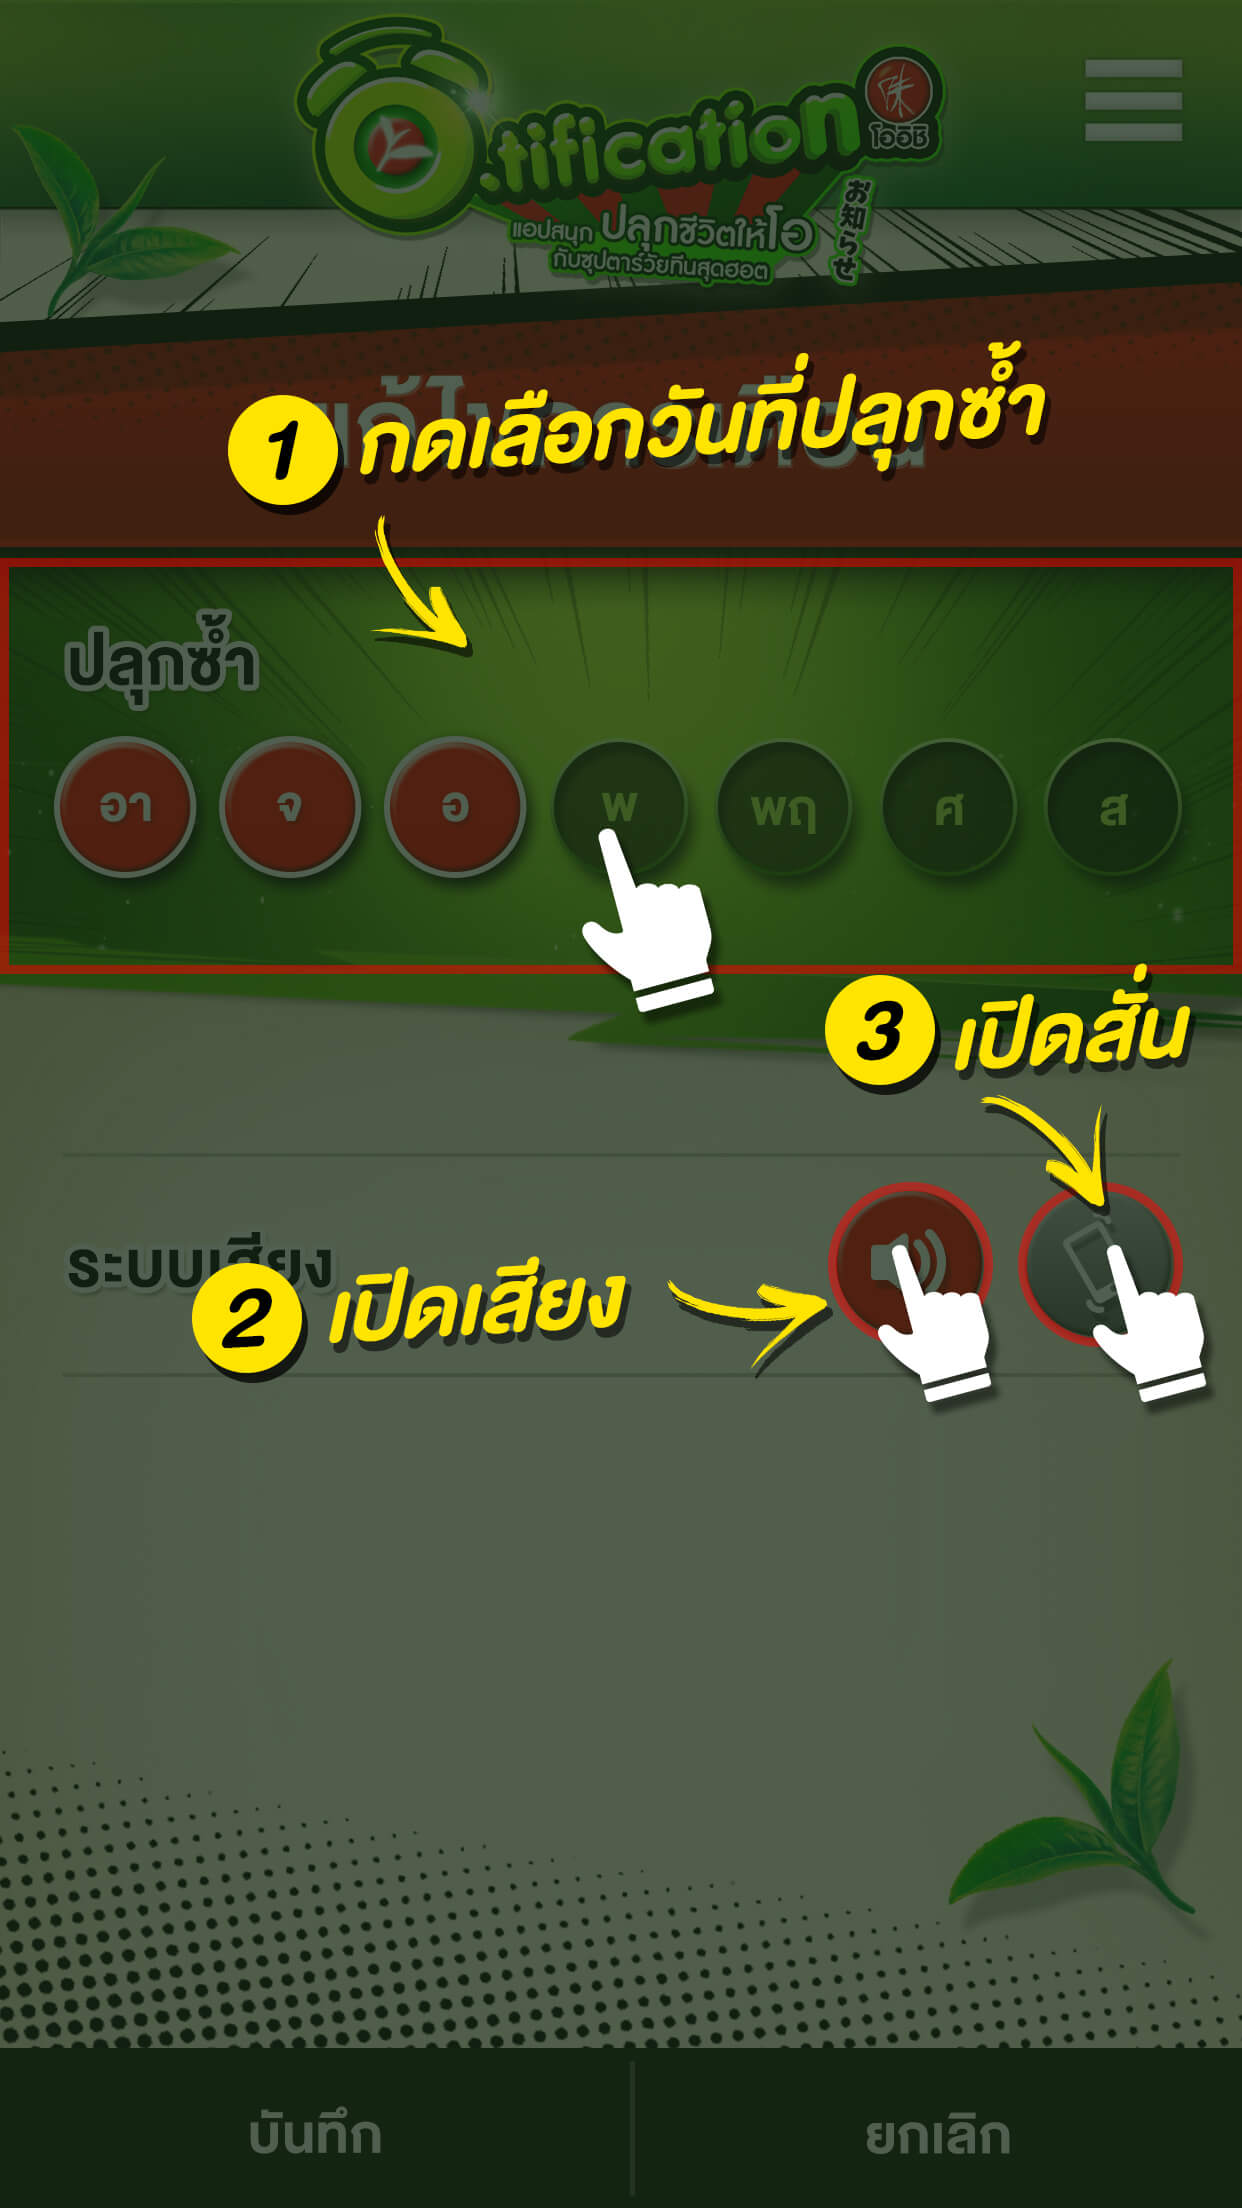 O.tification
โออิชิ
แอปสนุก ปลุกชีวิตให้โอ
กับซุปตาร์วัยทีนสุดฮอต
お知らせ
1 กดเลือกวันที่ปลุกซ้ำ
ปลุกซ้ำ
อา จ อ พ พฤ ศ ส
3 เปิดสั่น
ระบบเสียง
2 เปิดเสียง
บันทึก ยกเลิก